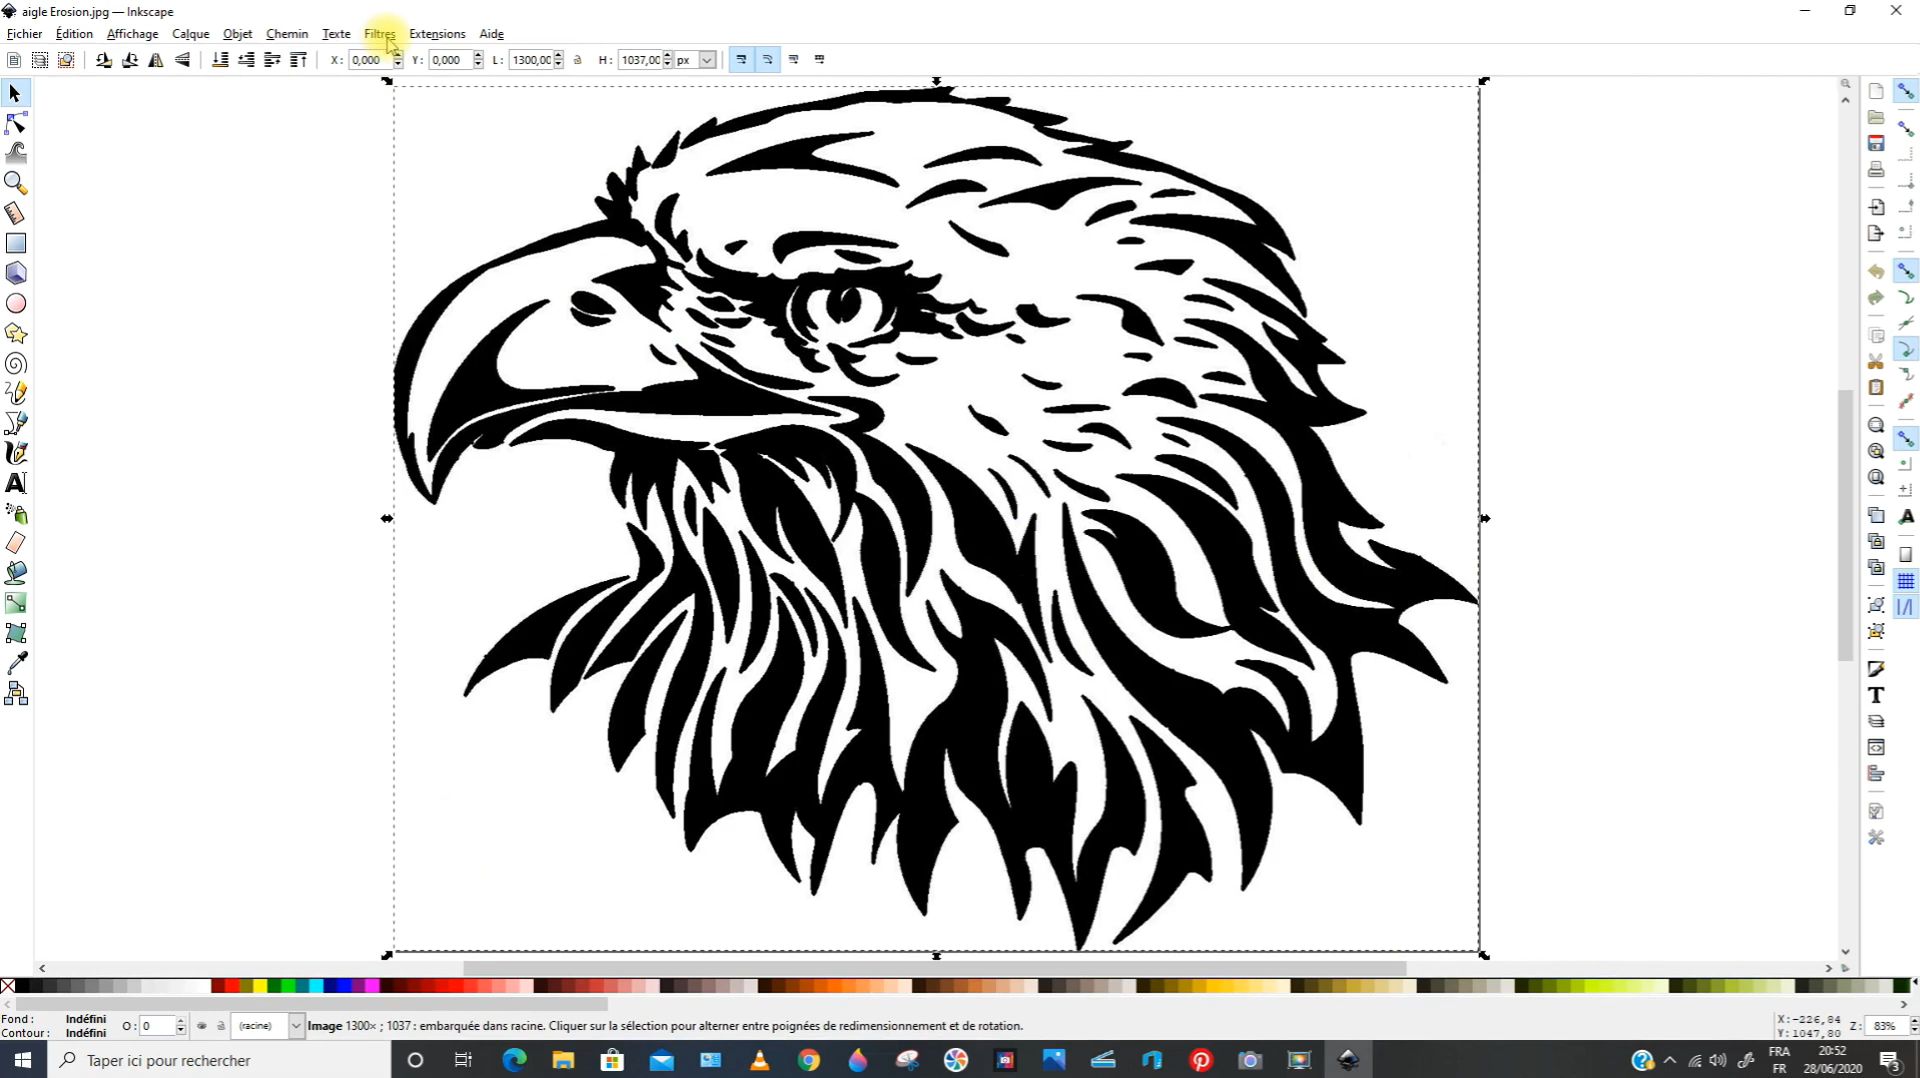 aigle Erosion.jpg — Inkscape
Fichier Édition Affichage Calque Objet Chemin Texte Filtres Extensions Aide
X: 0,000 Y: 0,000 L: 1300,00 H: 1037,00 px
Fond : Indéfini
Contour : Indéfini
O: 0
(racine)
Image 1300× ; 1037 : embarquée dans racine. Cliquer sur la sélection pour alterner entre poignées de redimensionnement et de rotation.
X:-226,84
Y:1047,80
Z: 83%
Taper ici pour rechercher
FRA
FR
20:52
28/06/2020
3